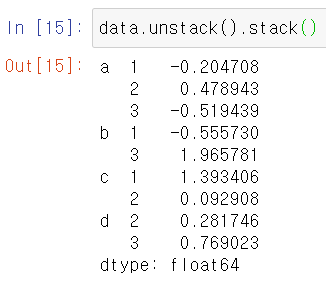 In [15]: data.unstack().stack()
Out[15]: a 1 -0.204708
2 0.478943
3 -0.519439
b 1 -0.555730
3 1.965781
c 1 1.393406
2 0.092908
d 2 0.281746
3 0.769023
dtype: float64